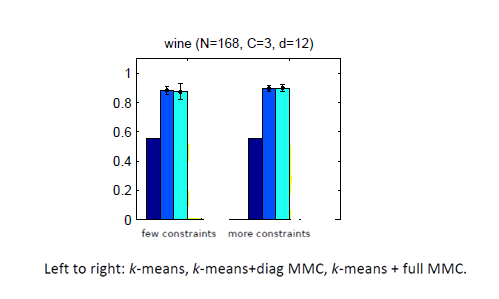 wine (N=168, C=3, d=12)
1
0.8
0.6
0.4
0.2
0
few constraints more constraints
Left to right: k-means, k-means+diag MMC, k-means + full MMC.